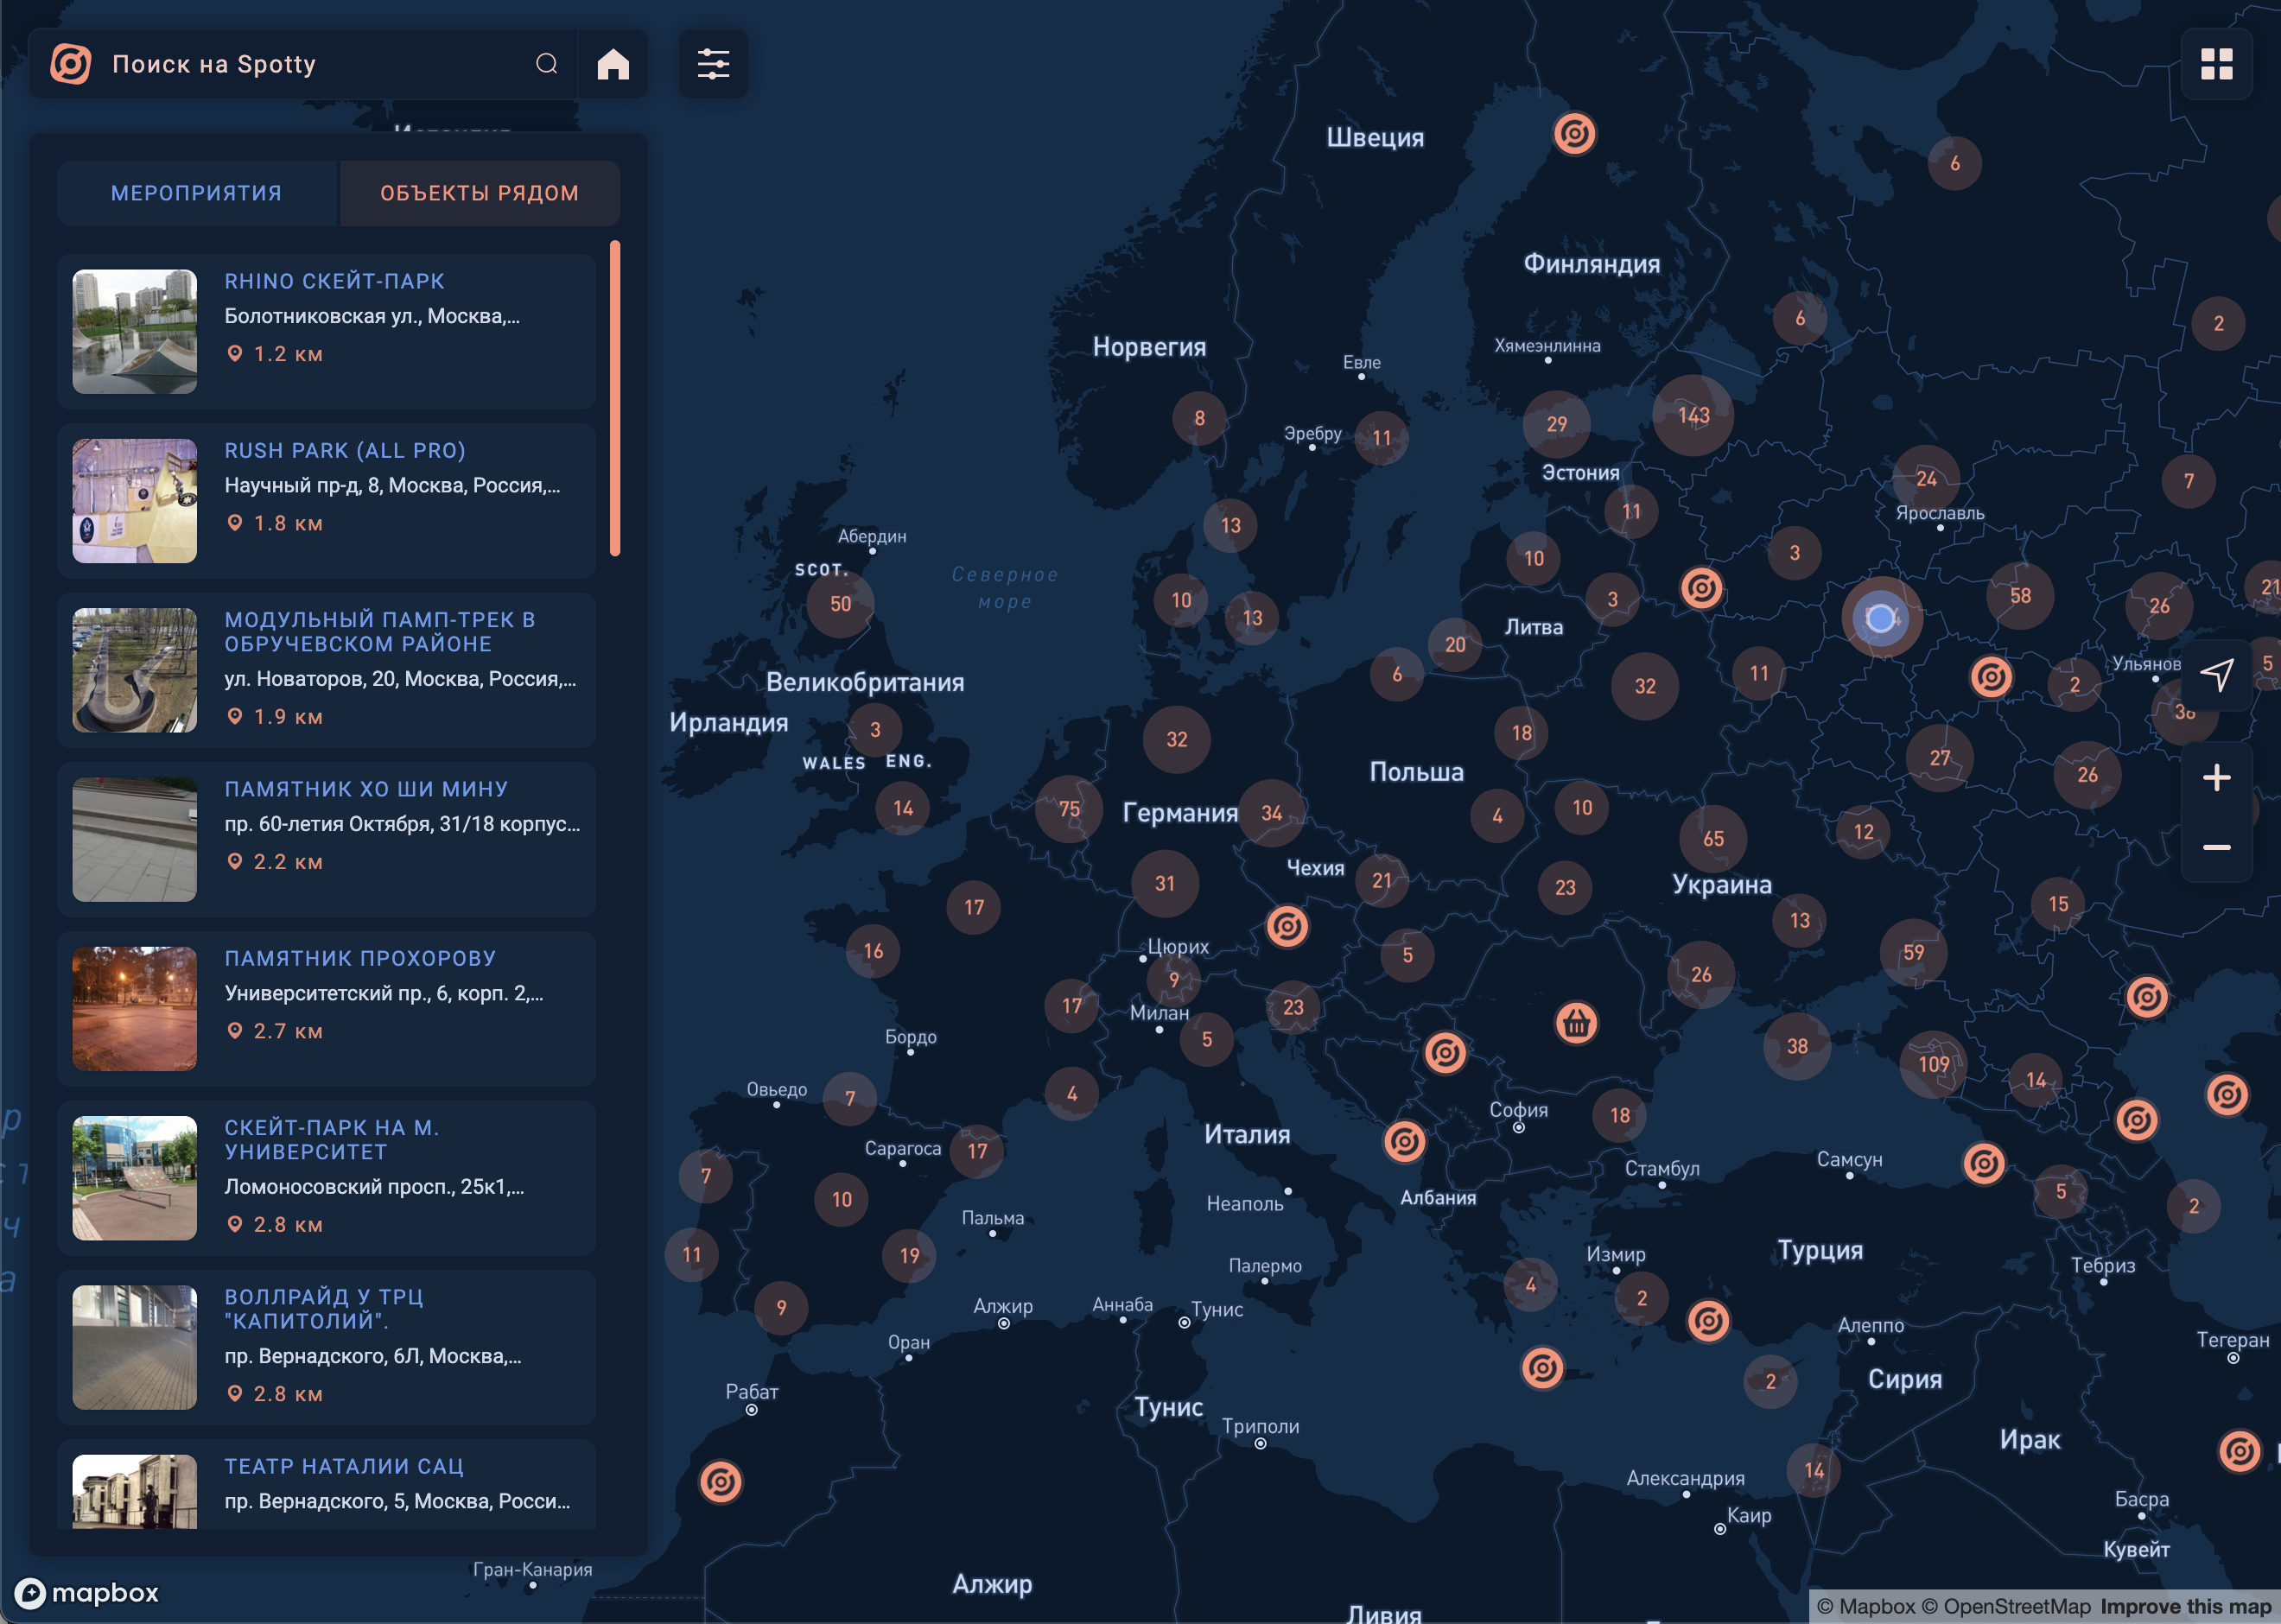 Поиск на Spotty
МЕРОПРИЯТИЯ
ОБЪЕКТЫ РЯДОМ
RHINO СКЕЙТ-ПАРК
Болотниковская ул., Москва,...
1.2 км
RUSH PARK (ALL PRO)
Научный пр-д, 8, Москва, Россия,...
1.8 км
МОДУЛЬНЫЙ ПАМП-ТРЕК В
ОБРУЧЕВСКОМ РАЙОНЕ
ул. Новаторов, 20, Москва, Россия,...
1.9 км
ПАМЯТНИК ХО ШИ МИНУ
пр. 60-летия Октября, 31/18 корпус...
2.2 км
ПАМЯТНИК ПРОХОРОВУ
Университетский пр., 6, корп. 2,...
2.7 км
СКЕЙТ-ПАРК НА М.
УНИВЕРСИТЕТ
Ломоносовский просп., 25к1,...
2.8 км
ВОЛЛРАЙД У ТРЦ
"КАПИТОЛИЙ".
пр. Вернадского, 6Л, Москва,...
2.8 км
ТЕАТР НАТАЛИИ САЦ
пр. Вернадского, 5, Москва, Росси...
Швеция
6
Финляндия
6
2
Норвегия
Хямеэнлинна
Евле
8
29
143
Эребру
11
Эстония
24
7
11
Ярославль
13
Абердин
3
10
SCOT.
Северное
море
50
10
3
58
26
21
13
Литва
20
Ульянов
5
6
32
11
2
Великобритания
36
Ирландия
3
32
18
27
WALES
ENG.
Польша
26
14
75
Германия
34
4
10
65
12
Чехия
31
21
23
Украина
17
15
13
16
Цюрих
5
59
9
26
17
Милан
23
5
Бордо
38
109
4
14
Овьедо
7
София
18
Италия
Сарагоса
17
Самсун
Стамбул
7
Неаполь
Албания
5
10
2
Пальма
11
19
Палермо
Измир
Турция
Тебриз
4
2
9
Алжир
Аннаба
Тунис
Оран
Алеппо
Тегеран
2
Сирия
Рабат
Тунис
Триполи
Ирак
14
Александрия
Басра
Каир
Кувейт
Гран-Канария
Алжир
Ливия
mapbox
© Mapbox © OpenStreetMap Improve this map